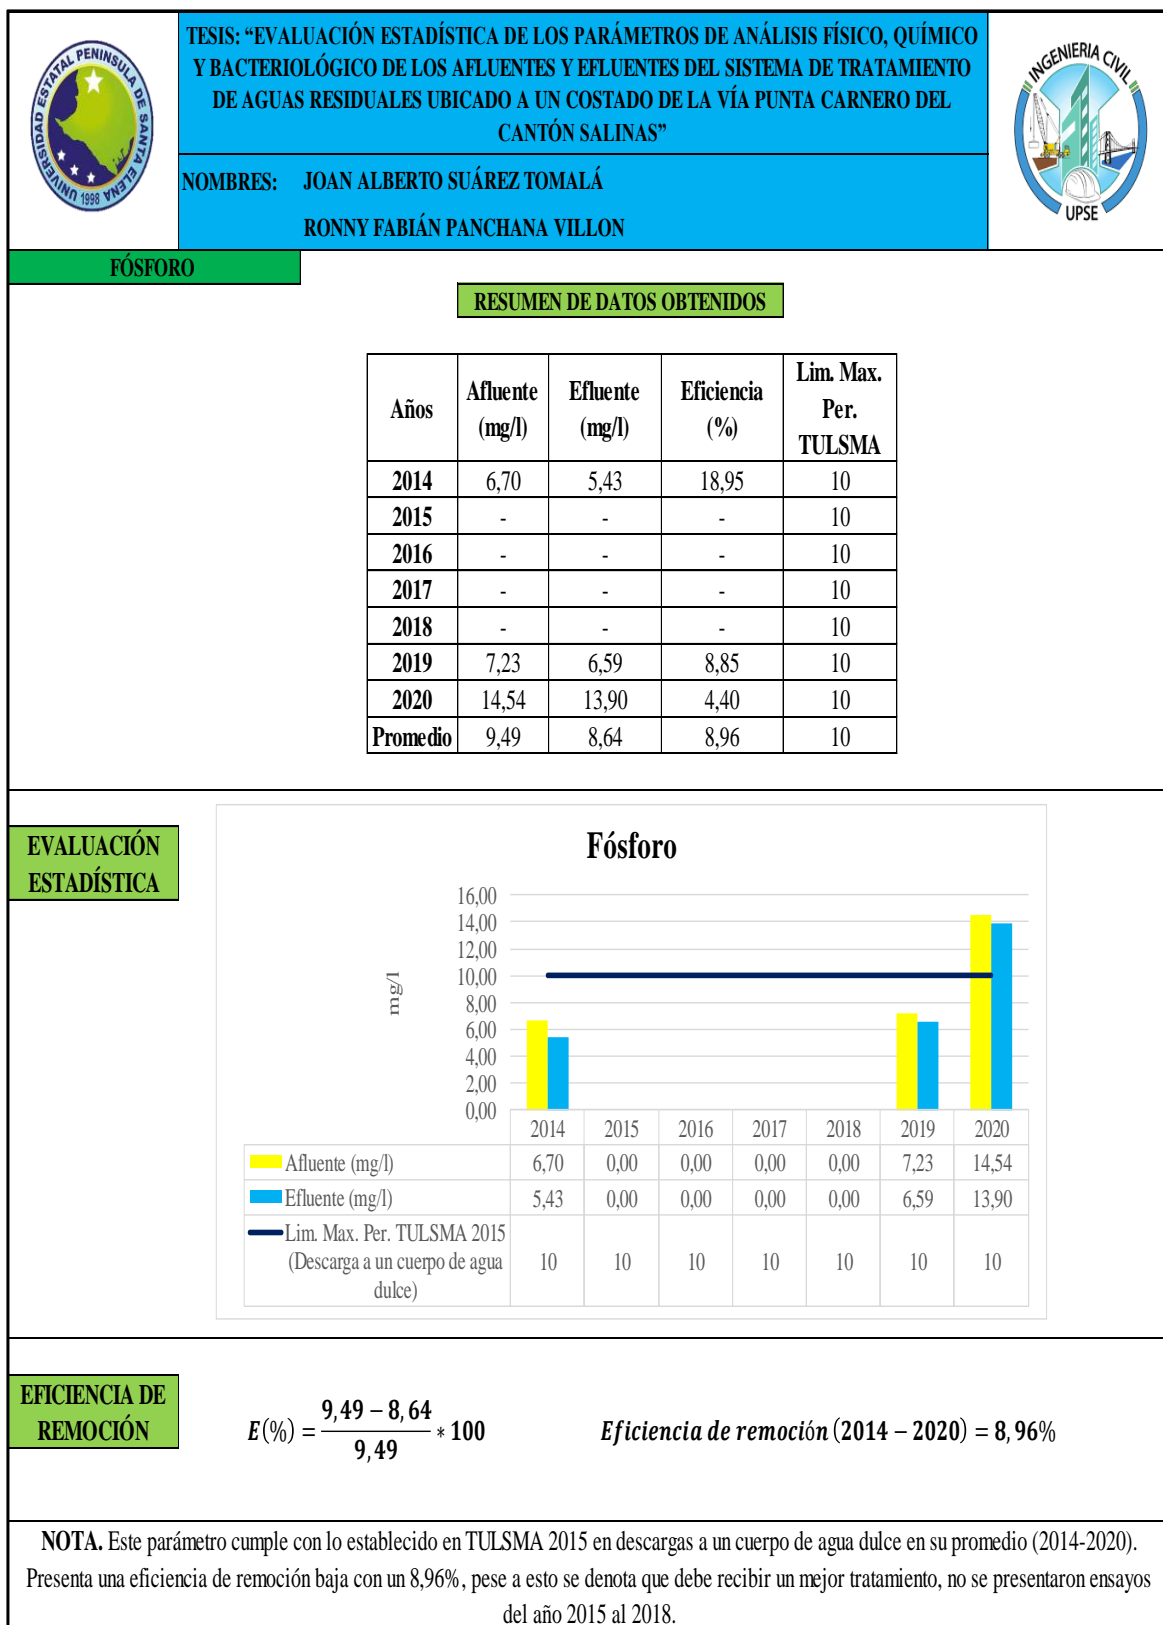 UNIVERSIDAD ESTATAL PENINSULA DE SANTA ELENA
UNIV 1998 VPNA
TESIS: “EVALUACIÓN ESTADÍSTICA DE LOS PARÁMETROS DE ANÁLISIS FÍSICO, QUÍMICO
Y BACTERIOLÓGICO DE LOS AFLUENTES Y EFLUENTES DEL SISTEMA DE TRATAMIENTO
DE AGUAS RESIDUALES UBICADO A UN COSTADO DE LA VÍA PUNTA CARNERO DEL
CANTÓN SALINAS”
NOMBRES: JOAN ALBERTO SUÁREZ TOMALÁ
RONNY FABIÁN PANCHANA VILLON
INGENIERIA CIVIL
UPSE
FÓSFORO
RESUMEN DE DATOS OBTENIDOS
Años Afluente (mg/l) Efluente (mg/l) Eficiencia (%) Lim. Max. Per. TULSMA
2014 6,70 5,43 18,95 10
2015 - - - 10
2016 - - - 10
2017 - - - 10
2018 - - - 10
2019 7,23 6,59 8,85 10
2020 14,54 13,90 4,40 10
Promedio 9,49 8,64 8,96 10
EVALUACIÓN
ESTADÍSTICA
Fósforo
mg/l
16,00
14,00
12,00
10,00
8,00
6,00
4,00
2,00
0,00
2014 2015 2016 2017 2018 2019 2020
Afluente (mg/l) 6,70 0,00 0,00 0,00 0,00 7,23 14,54
Efluente (mg/l) 5,43 0,00 0,00 0,00 0,00 6,59 13,90
Lim. Max. Per. TULSMA 2015
(Descarga a un cuerpo de agua 10 10 10 10 10 10 10
dulce)
EFICIENCIA DE
REMOCIÓN
E(%) = (9,49 − 8,64) / 9,49 * 100
Eficiencia de remoción (2014 − 2020) = 8,96%
NOTA. Este parámetro cumple con lo establecido en TULSMA 2015 en descargas a un cuerpo de agua dulce en su promedio (2014-2020).
Presenta una eficiencia de remoción baja con un 8,96%, pese a esto se denota que debe recibir un mejor tratamiento, no se presentaron ensayos
del año 2015 al 2018.